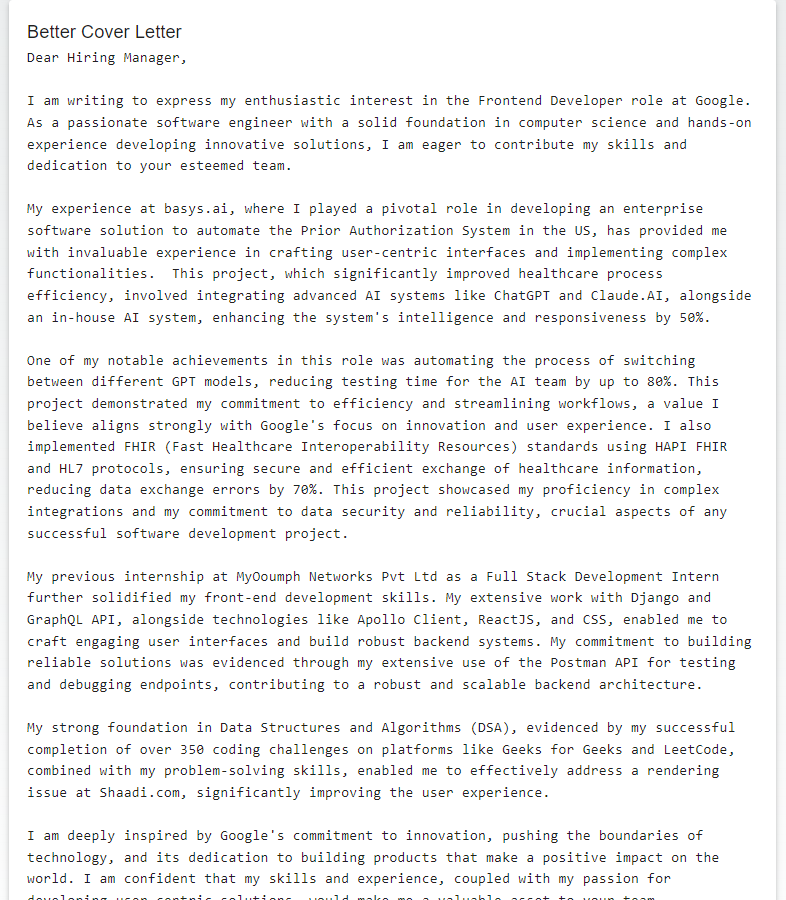 Better Cover Letter
Dear Hiring Manager,
I am writing to express my enthusiastic interest in the Frontend Developer role at Google.
As a passionate software engineer with a solid foundation in computer science and hands-on
experience developing innovative solutions, I am eager to contribute my skills and
dedication to your esteemed team.
My experience at basys.ai, where I played a pivotal role in developing an enterprise
software solution to automate the Prior Authorization System in the US, has provided me
with invaluable experience in crafting user-centric interfaces and implementing complex
functionalities.  This project, which significantly improved healthcare process
efficiency, involved integrating advanced AI systems like ChatGPT and Claude.AI, alongside
an in-house AI system, enhancing the system's intelligence and responsiveness by 50%.
One of my notable achievements in this role was automating the process of switching
between different GPT models, reducing testing time for the AI team by up to 80%. This
project demonstrated my commitment to efficiency and streamlining workflows, a value I
believe aligns strongly with Google's focus on innovation and user experience. I also
implemented FHIR (Fast Healthcare Interoperability Resources) standards using HAPI FHIR
and HL7 protocols, ensuring secure and efficient exchange of healthcare information,
reducing data exchange errors by 70%. This project showcased my proficiency in complex
integrations and my commitment to data security and reliability, crucial aspects of any
successful software development project.
My previous internship at MyOoumph Networks Pvt Ltd as a Full Stack Development Intern
further solidified my front-end development skills. My extensive work with Django and
GraphQL API, alongside technologies like Apollo Client, ReactJS, and CSS, enabled me to
craft engaging user interfaces and build robust backend systems. My commitment to building
reliable solutions was evidenced through my extensive use of the Postman API for testing
and debugging endpoints, contributing to a robust and scalable backend architecture.
My strong foundation in Data Structures and Algorithms (DSA), evidenced by my successful
completion of over 350 coding challenges on platforms like Geeks for Geeks and LeetCode,
combined with my problem-solving skills, enabled me to effectively address a rendering
issue at Shaadi.com, significantly improving the user experience.
I am deeply inspired by Google's commitment to innovation, pushing the boundaries of
technology, and its dedication to building products that make a positive impact on the
world. I am confident that my skills and experience, coupled with my passion for